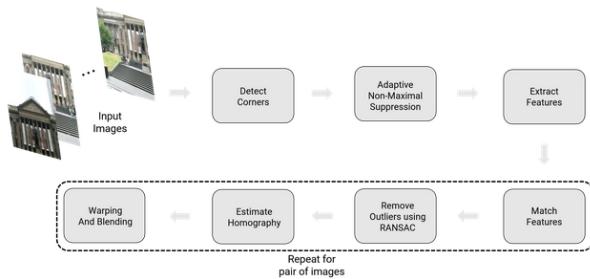 Input
Images
Detect
Corners
Adaptive
Non-Maximal
Suppression
Extract
Features
Match
Features
Remove
Outliers using
RANSAC
Estimate
Homography
Warping
And Blending
Repeat for
pair of images